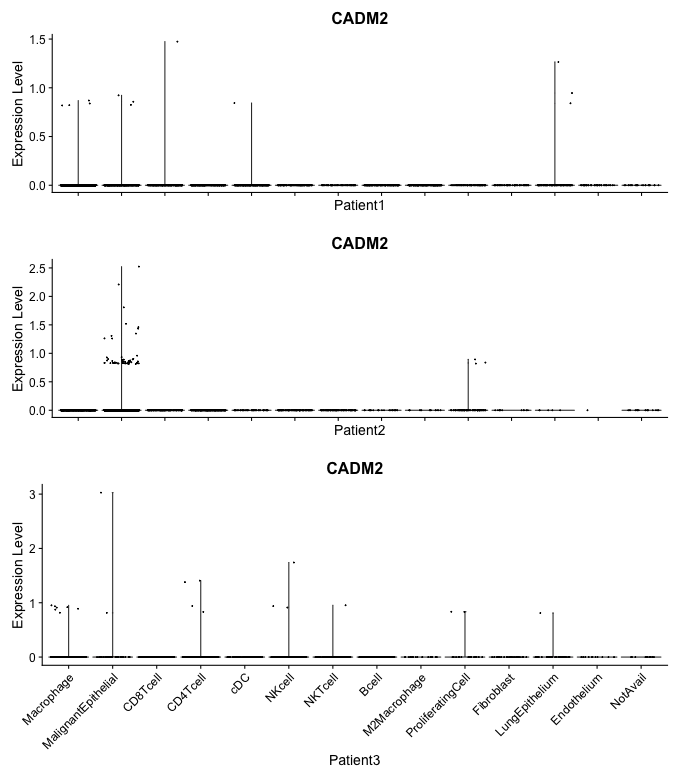 CADM2
Expression Level
1.5
1.0
0.5
0.0
Patient1
CADM2
Expression Level
2.5
2.0
1.5
1.0
0.5
0.0
Patient2
CADM2
Expression Level
3
2
1
0
Macrophage
MalignantEpithelial
CD8Tcell
CD4Tcell
cDC
NKcell
NKTcell
Bcell
M2Macrophage
ProliferatingCell
Fibroblast
LungEpithelium
Endothelium
NotAvail
Patient3